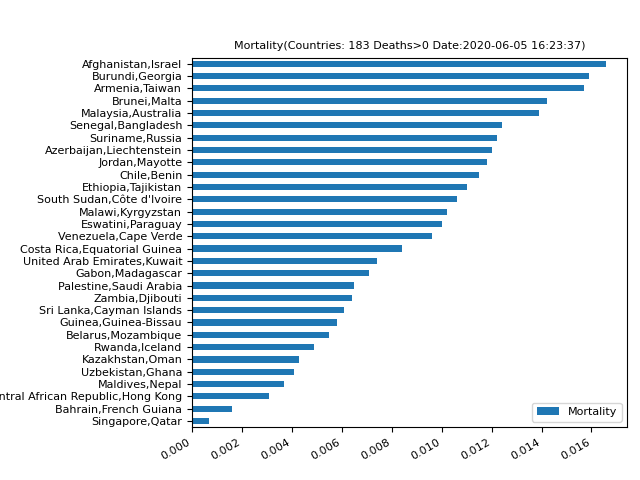 Mortality(Countries: 183 Deaths>0 Date:2020-06-05 16:23:37)
Afghanistan,Israel
Burundi,Georgia
Armenia,Taiwan
Brunei,Malta
Malaysia,Australia
Senegal,Bangladesh
Suriname,Russia
Azerbaijan,Liechtenstein
Jordan,Mayotte
Chile,Benin
Ethiopia,Tajikistan
South Sudan,Côte d'Ivoire
Malawi,Kyrgyzstan
Eswatini,Paraguay
Venezuela,Cape Verde
Costa Rica,Equatorial Guinea
United Arab Emirates,Kuwait
Gabon,Madagascar
Palestine,Saudi Arabia
Zambia,Djibouti
Sri Lanka,Cayman Islands
Guinea,Guinea-Bissau
Belarus,Mozambique
Rwanda,Iceland
Kazakhstan,Oman
Uzbekistan,Ghana
Maldives,Nepal
ntral African Republic,Hong Kong
Bahrain,French Guiana
Singapore,Qatar
Mortality
0.000 0.002 0.004 0.006 0.008 0.010 0.012 0.014 0.016